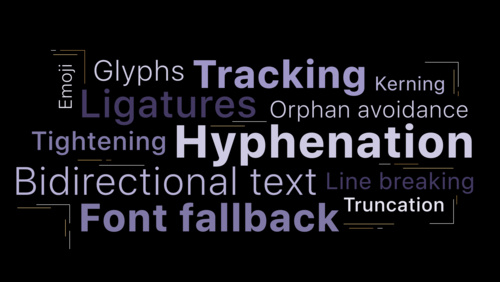 Emoji
Glyphs Tracking Kerning
Ligatures Orphan avoidance
Tightening Hyphenation
Bidirectional text Line breaking
Font fallback Truncation